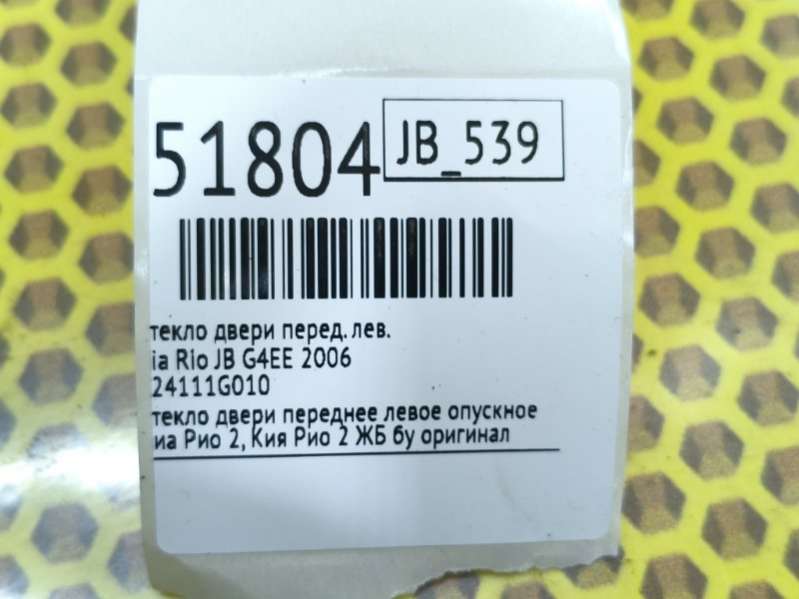 51804 JB_539
текло двери перед. лев.
ia Rio JB G4EE 2006
24111G010
текло двери переднее левое опускное
иа Рио 2, Кия Рио 2 ЖБ бу оригинал